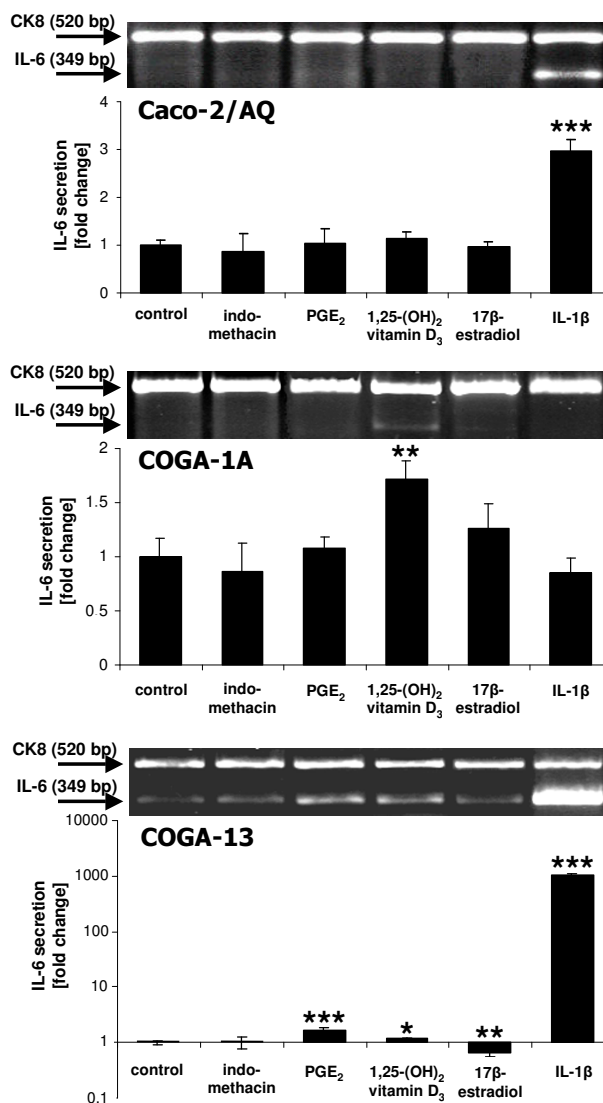 CK8 (520 bp)
IL-6 (349 bp)
Caco-2/AQ
IL-6 secretion
[fold change]
4
3
2
1
0
***
control
indo-
methacin
PGE₂
1,25-(OH)₂
vitamin D₃
17β-
estradiol
IL-1β
CK8 (520 bp)
IL-6 (349 bp)
COGA-1A
IL-6 secretion
[fold change]
2
1.5
1
0.5
0
**
control
indo-
methacin
PGE₂
1,25-(OH)₂
vitamin D₃
17β-
estradiol
IL-1β
CK8 (520 bp)
IL-6 (349 bp)
COGA-13
IL-6 secretion
[fold change]
10000
1000
100
10
1
0.1
***
*
**
***
control
indo-
methacin
PGE₂
1,25-(OH)₂
vitamin D₃
17β-
estradiol
IL-1β